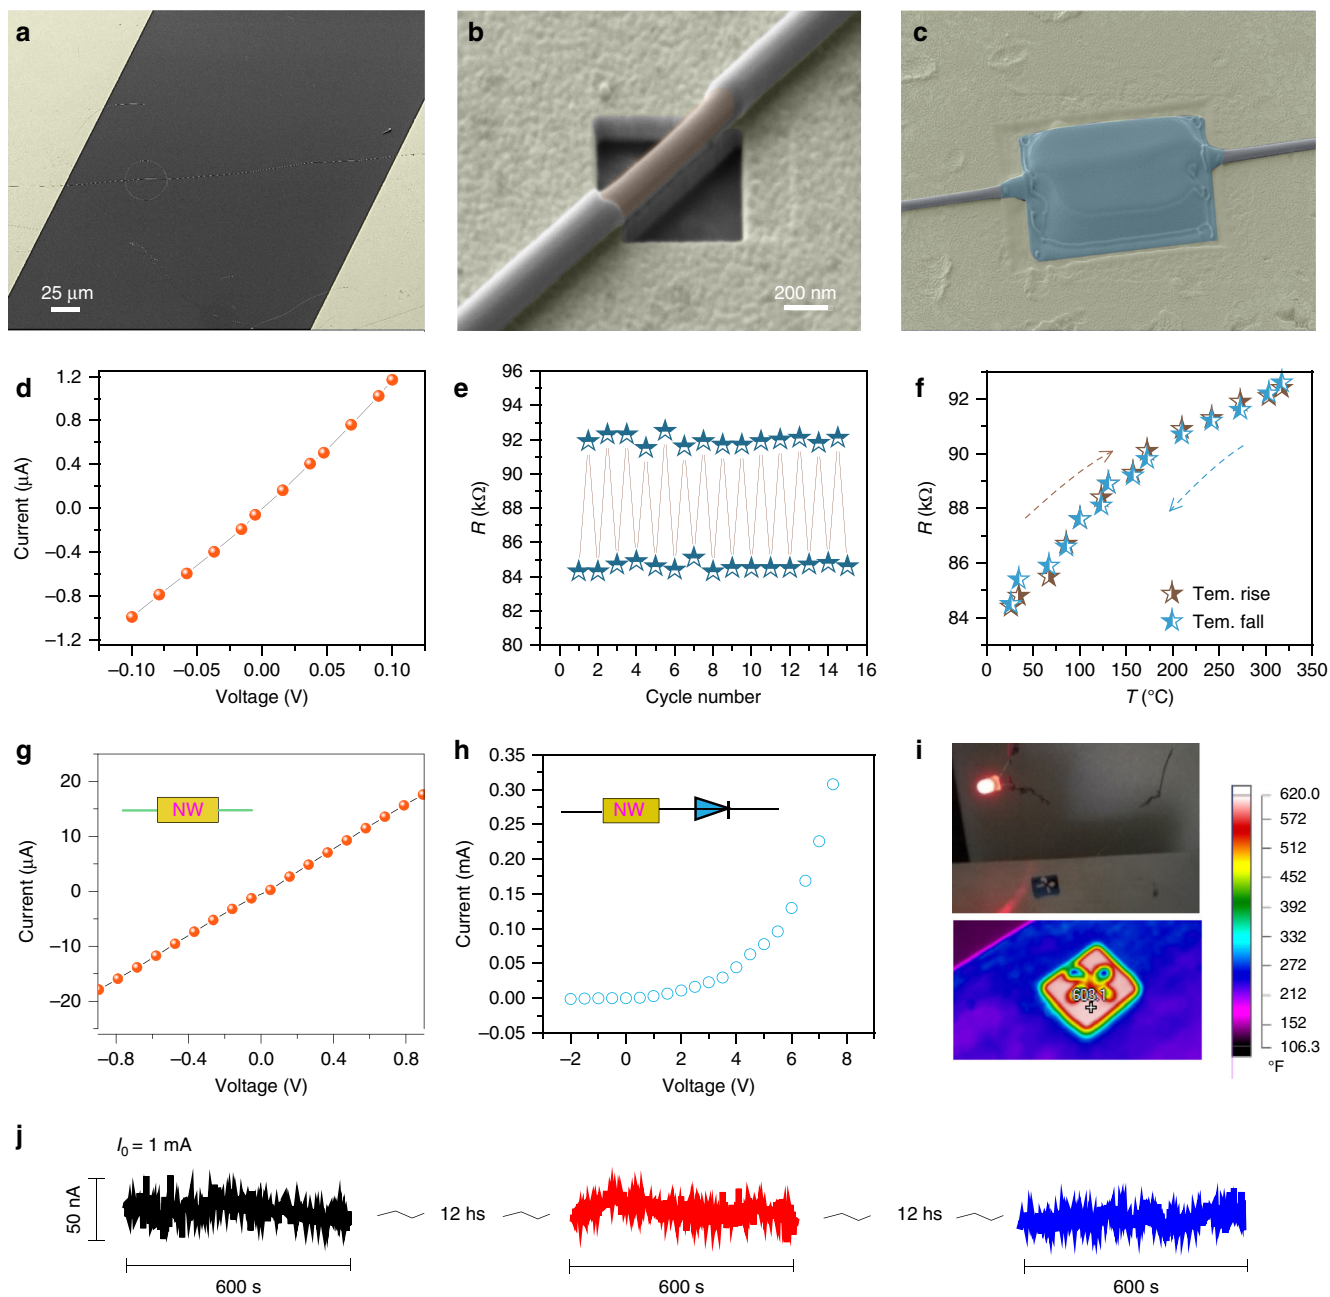 a
b
c
25 μm
200 nm
d
1.2
0.8
0.4
0.0
–0.4
–0.8
–1.2
Current (μA)
–0.10
–0.05
0.00
0.05
0.10
Voltage (V)
e
96
94
92
90
88
86
84
82
80
R (kΩ)
0
2
4
6
8
10
12
14
16
Cycle number
f
92
90
88
86
84
R (kΩ)
Tem. rise
Tem. fall
0
50
100
150
200
250
300
350
T (°C)
g
20
10
0
–10
–20
Current (μA)
NW
–0.8
–0.4
0.0
0.4
0.8
Voltage (V)
h
0.35
0.30
0.25
0.20
0.15
0.10
0.05
0.00
–0.05
Current (mA)
NW
–2
0
2
4
6
8
Voltage (V)
i
603.1
620.0
572
512
452
392
332
272
212
152
106.3
°F
j
I0 = 1 mA
50 nA
12 hs
12 hs
600 s
600 s
600 s